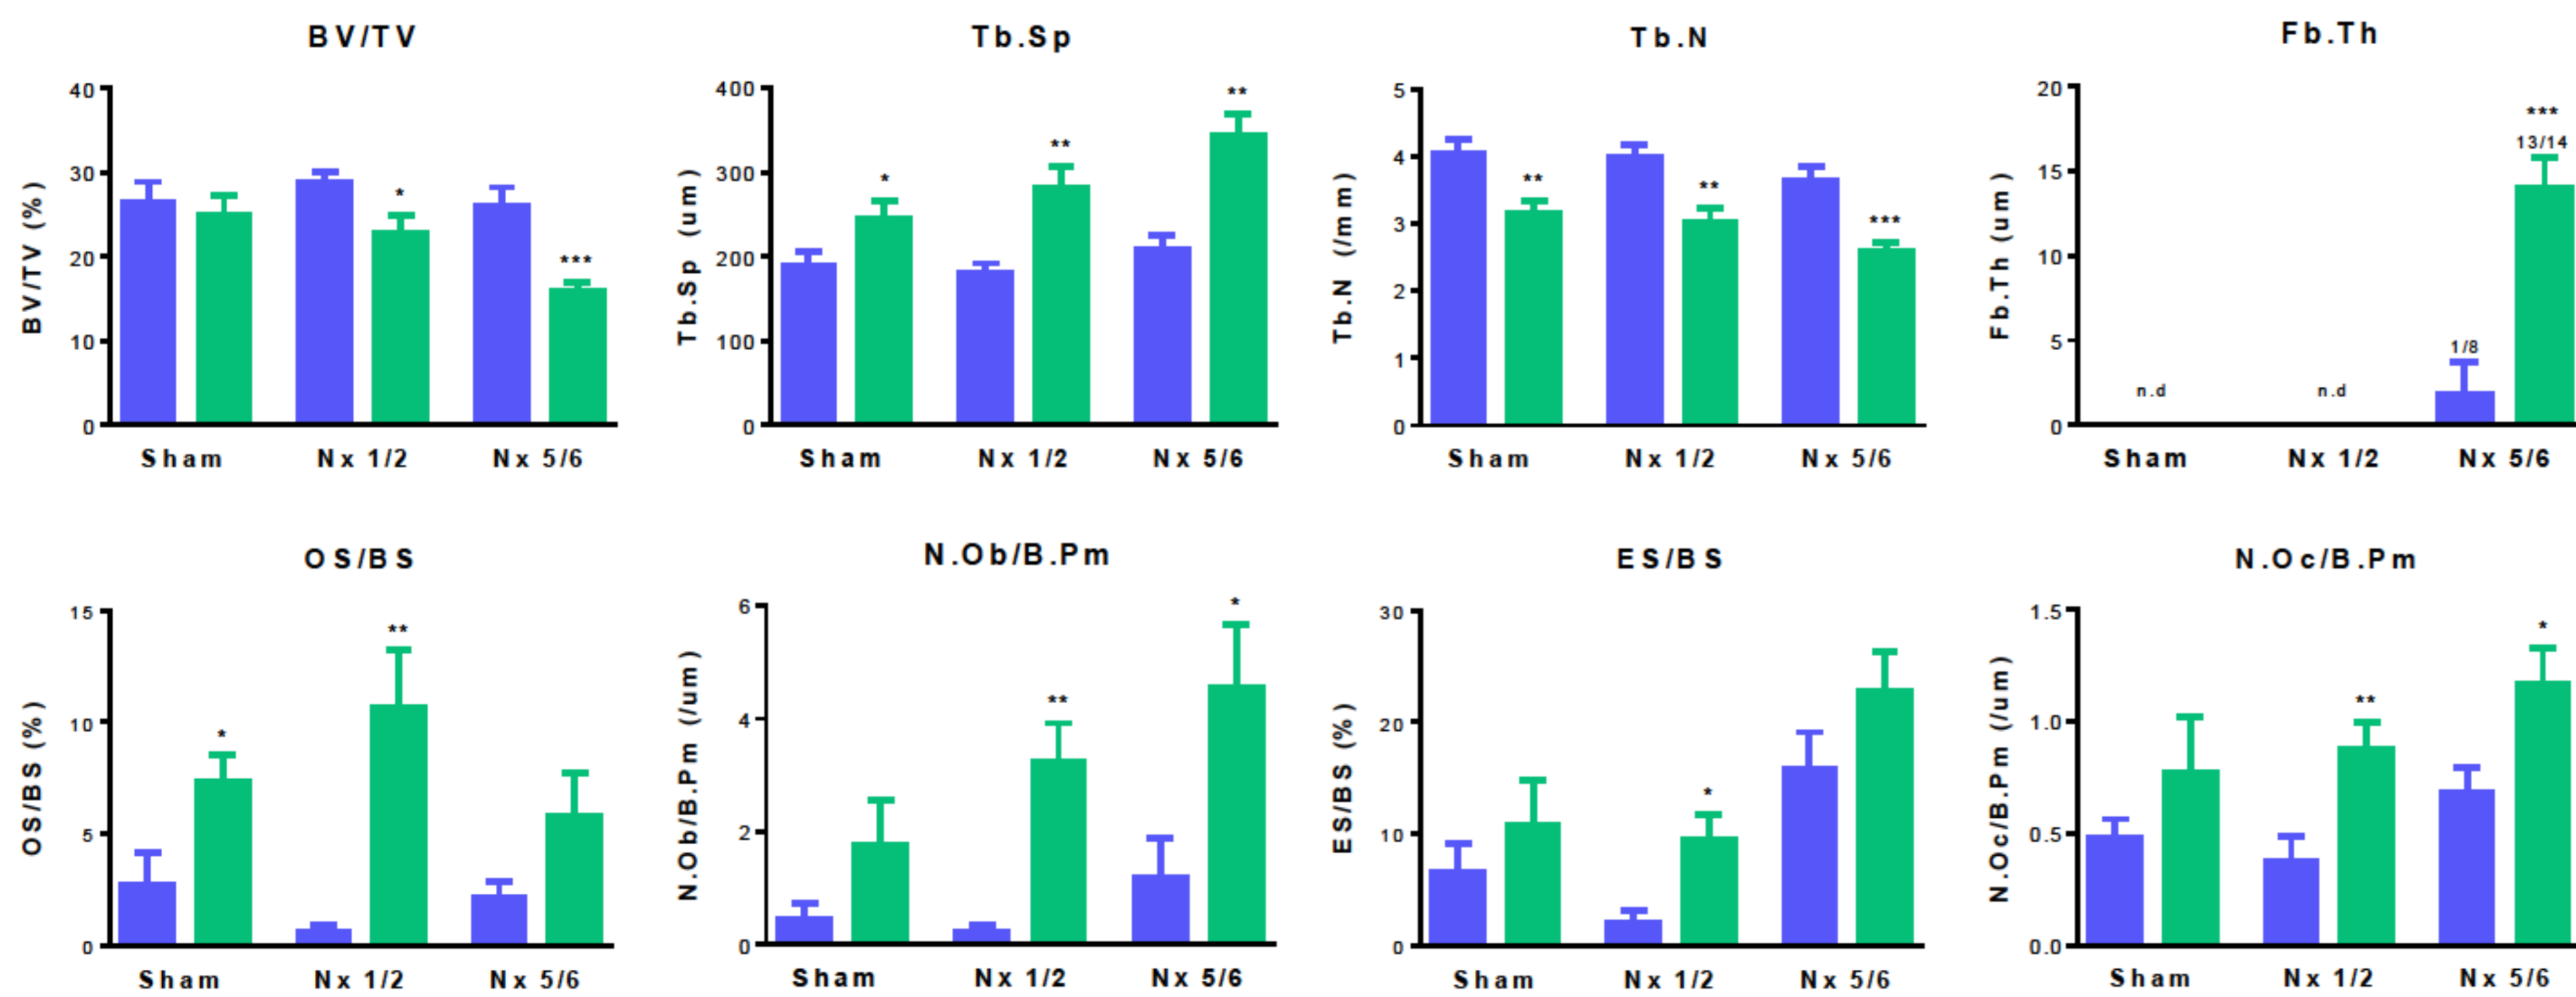 BV/TV
BV/TV (%)
40
30
20
10
0
*
***
Sham Nx 1/2 Nx 5/6
Tb.Sp
Tb.Sp (um)
400
300
200
100
0
*
**
**
Sham Nx 1/2 Nx 5/6
Tb.N
Tb.N (/mm)
5
4
3
2
1
0
**
**
***
Sham Nx 1/2 Nx 5/6
Fb.Th
Fb.Th (um)
20
15
10
5
0
***
13/14
1/8
n.d n.d
Sham Nx 1/2 Nx 5/6
OS/BS
OS/BS (%)
15
10
5
0
*
**
Sham Nx 1/2 Nx 5/6
N.Ob/B.Pm
N.Ob/B.Pm (/um)
6
4
2
0
**
*
Sham Nx 1/2 Nx 5/6
ES/BS
ES/BS (%)
30
20
10
0
*
Sham Nx 1/2 Nx 5/6
N.Oc/B.Pm
N.Oc/B.Pm (/um)
1.5
1.0
0.5
0.0
**
*
Sham Nx 1/2 Nx 5/6